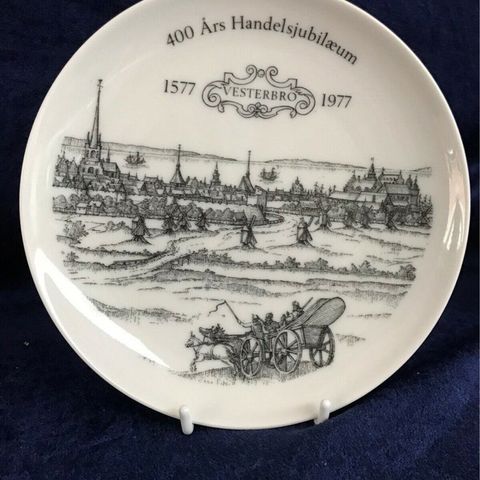 400 Års Handelsjubilæum
1577 VESTERBRO 1977